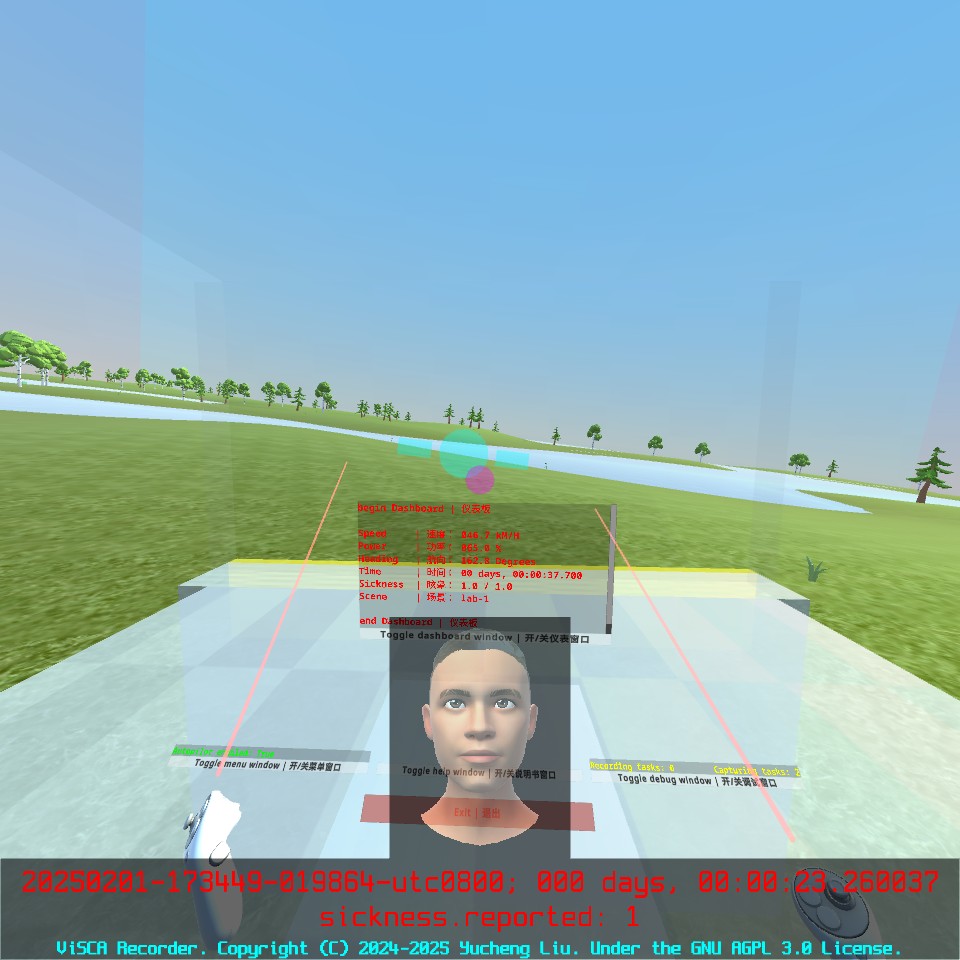 Begin Dashboard | 仪表板
Speed | 速度: 046.7 KM/H
Power | 功率: 065.0 %
Heading | 航向: 362.8 Degrees
Time | 时间: 00 days, 00:00:37.700
Sickness | 眩晕: 1.0 / 1.0
Scene | 场景: lab-1
end Dashboard | 仪表板
Toggle dashboard window | 开/关仪表窗口
Toggle menu window | 开/关菜单窗口
Toggle help window | 开/关说明书窗口
Recording tasks: 0 Capturing tasks: 2
Toggle debug window | 开/关调试窗口
Exit | 退出
20250201-173449-019864-utc0800; 000 days, 00:00:23.260037
sickness.reported: 1
ViSCA Recorder. Copyright (C) 2024-2025 Yucheng Liu. Under the GNU AGPL 3.0 License.